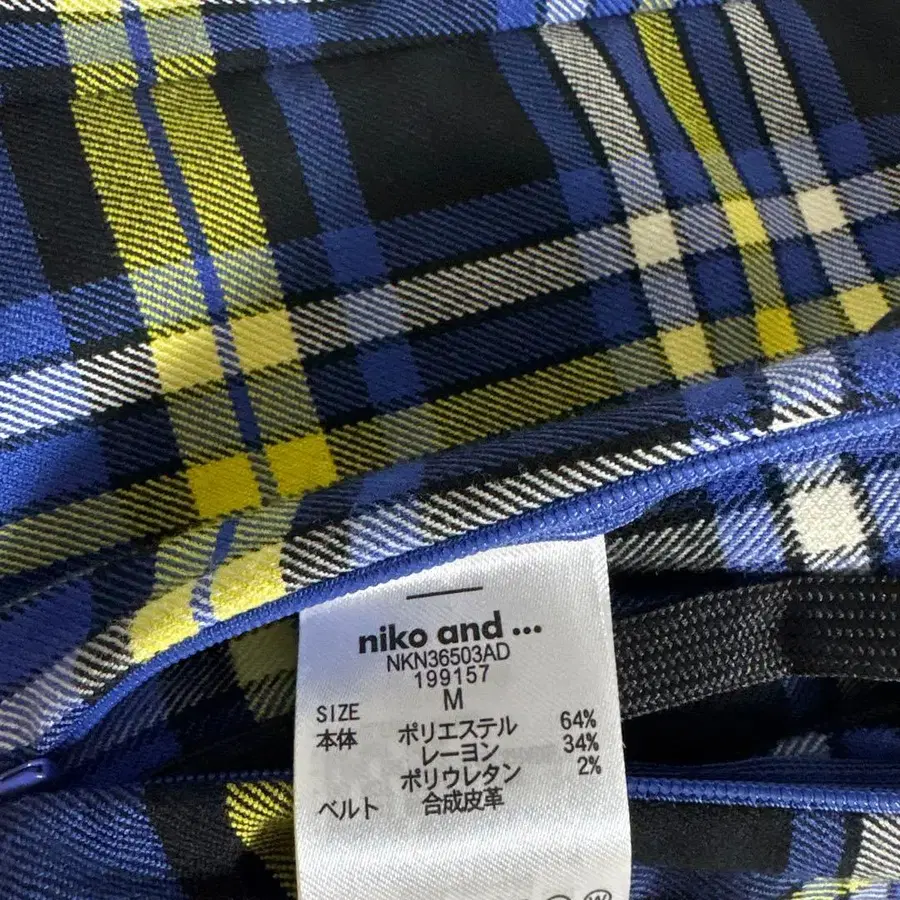 niko and ...
NKN36503AD
199157
SIZE M
本体 ポリエステル 64%
レーヨン 34%
ポリウレタン 2%
ベルト 合成皮革